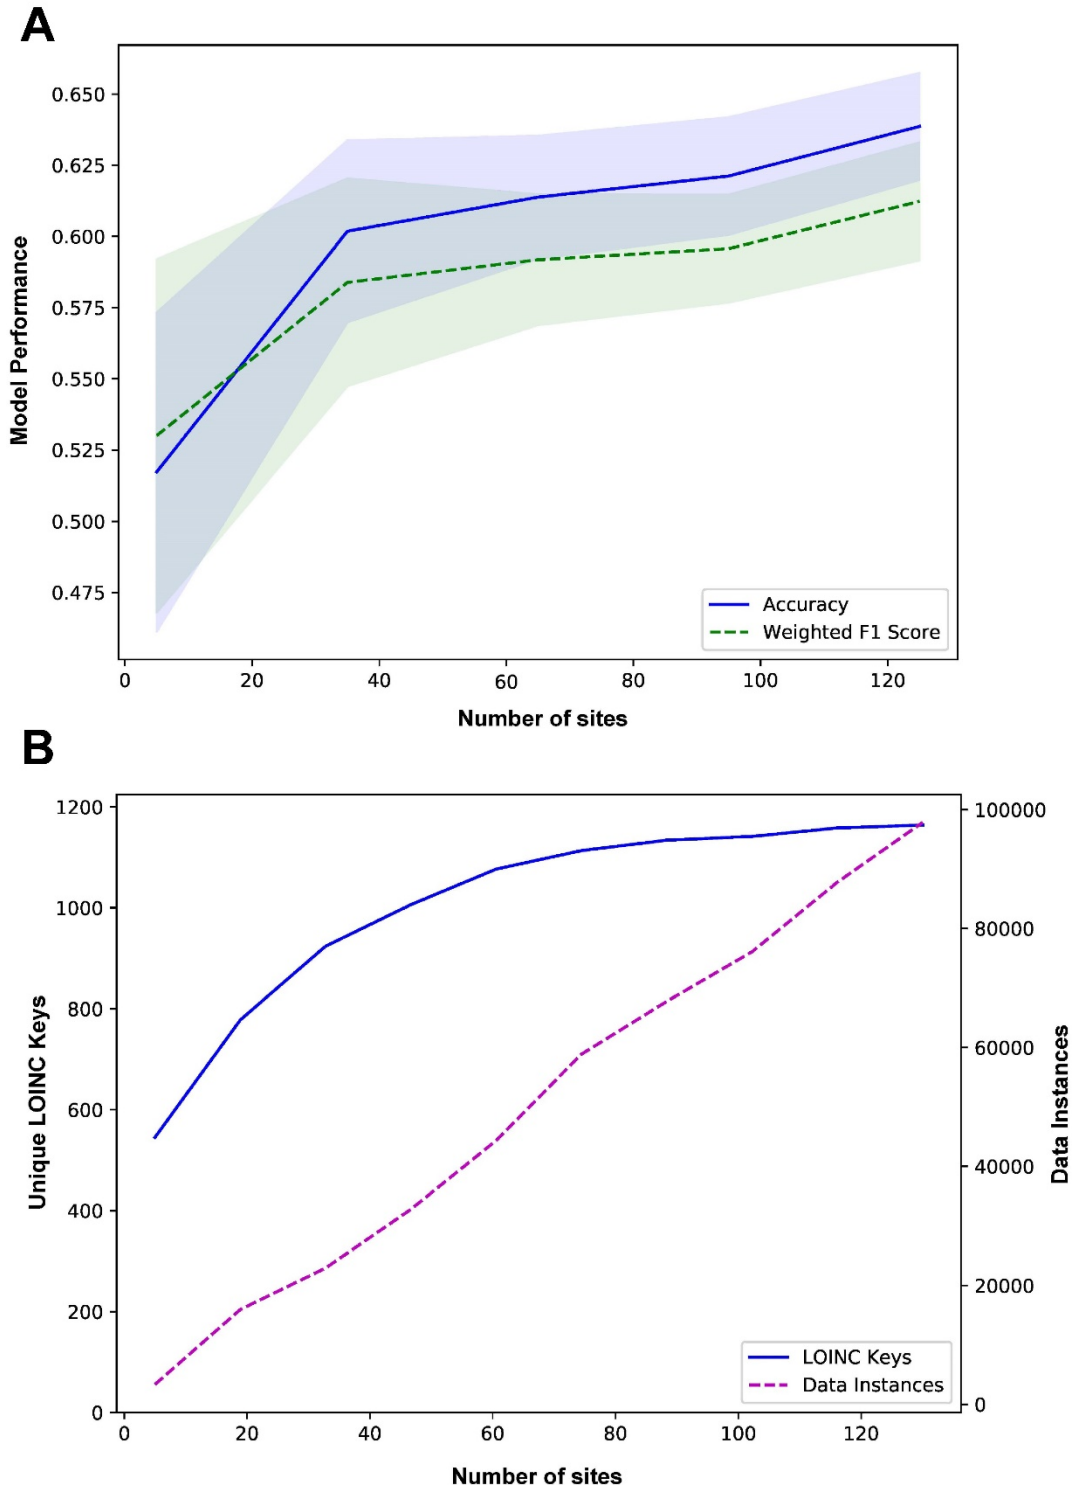 A
0.650
0.625
0.600
0.575
0.550
0.525
0.500
0.475
Model Performance
Accuracy
Weighted F1 Score
0 20 40 60 80 100 120
Number of sites
B
1200
1000
800
600
400
200
0
Unique LOINC Keys
100000
80000
60000
40000
20000
0
Data Instances
LOINC Keys
Data Instances
0 20 40 60 80 100 120
Number of sites